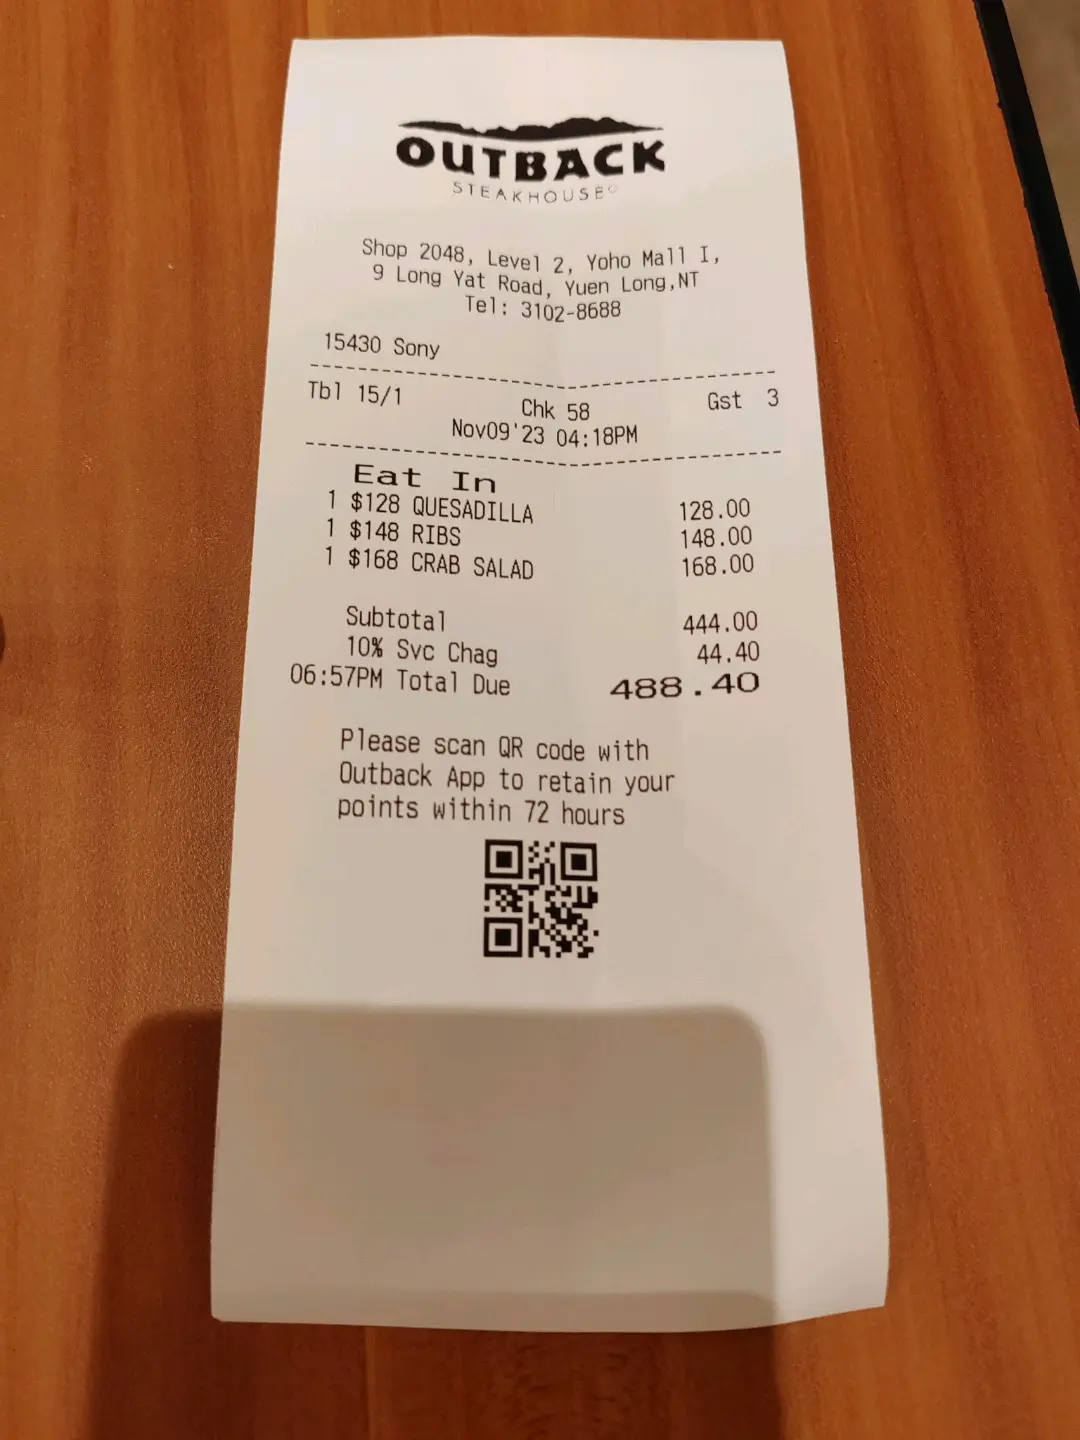 OUTBACK
STEAKHOUSE®
Shop 2048, Level 2, Yoho Mall I,
9 Long Yat Road, Yuen Long,NT
Tel: 3102-8688
15430 Sony
Tbl 15/1 Chk 58 Gst 3
Nov09'23 04:18PM
Eat In
1 $128 QUESADILLA 128.00
1 $148 RIBS 148.00
1 $168 CRAB SALAD 168.00
Subtotal 444.00
10% Svc Chag 44.40
06:57PM Total Due 488.40
Please scan QR code with
Outback App to retain your
points within 72 hours